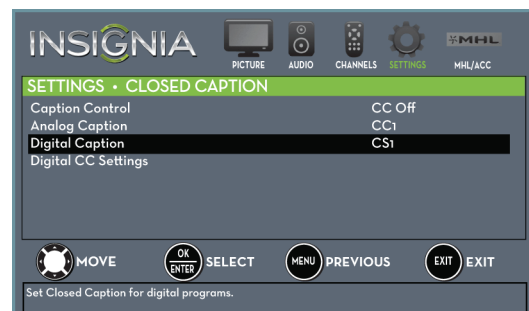 INSIGNIA
PICTURE AUDIO CHANNELS SETTINGS MHL/ACC
MHL
SETTINGS • CLOSED CAPTION
Caption Control CC Off
Analog Caption CC1
Digital Caption CS1
Digital CC Settings
MOVE OK ENTER SELECT MENU PREVIOUS EXIT EXIT
Set Closed Caption for digital programs.